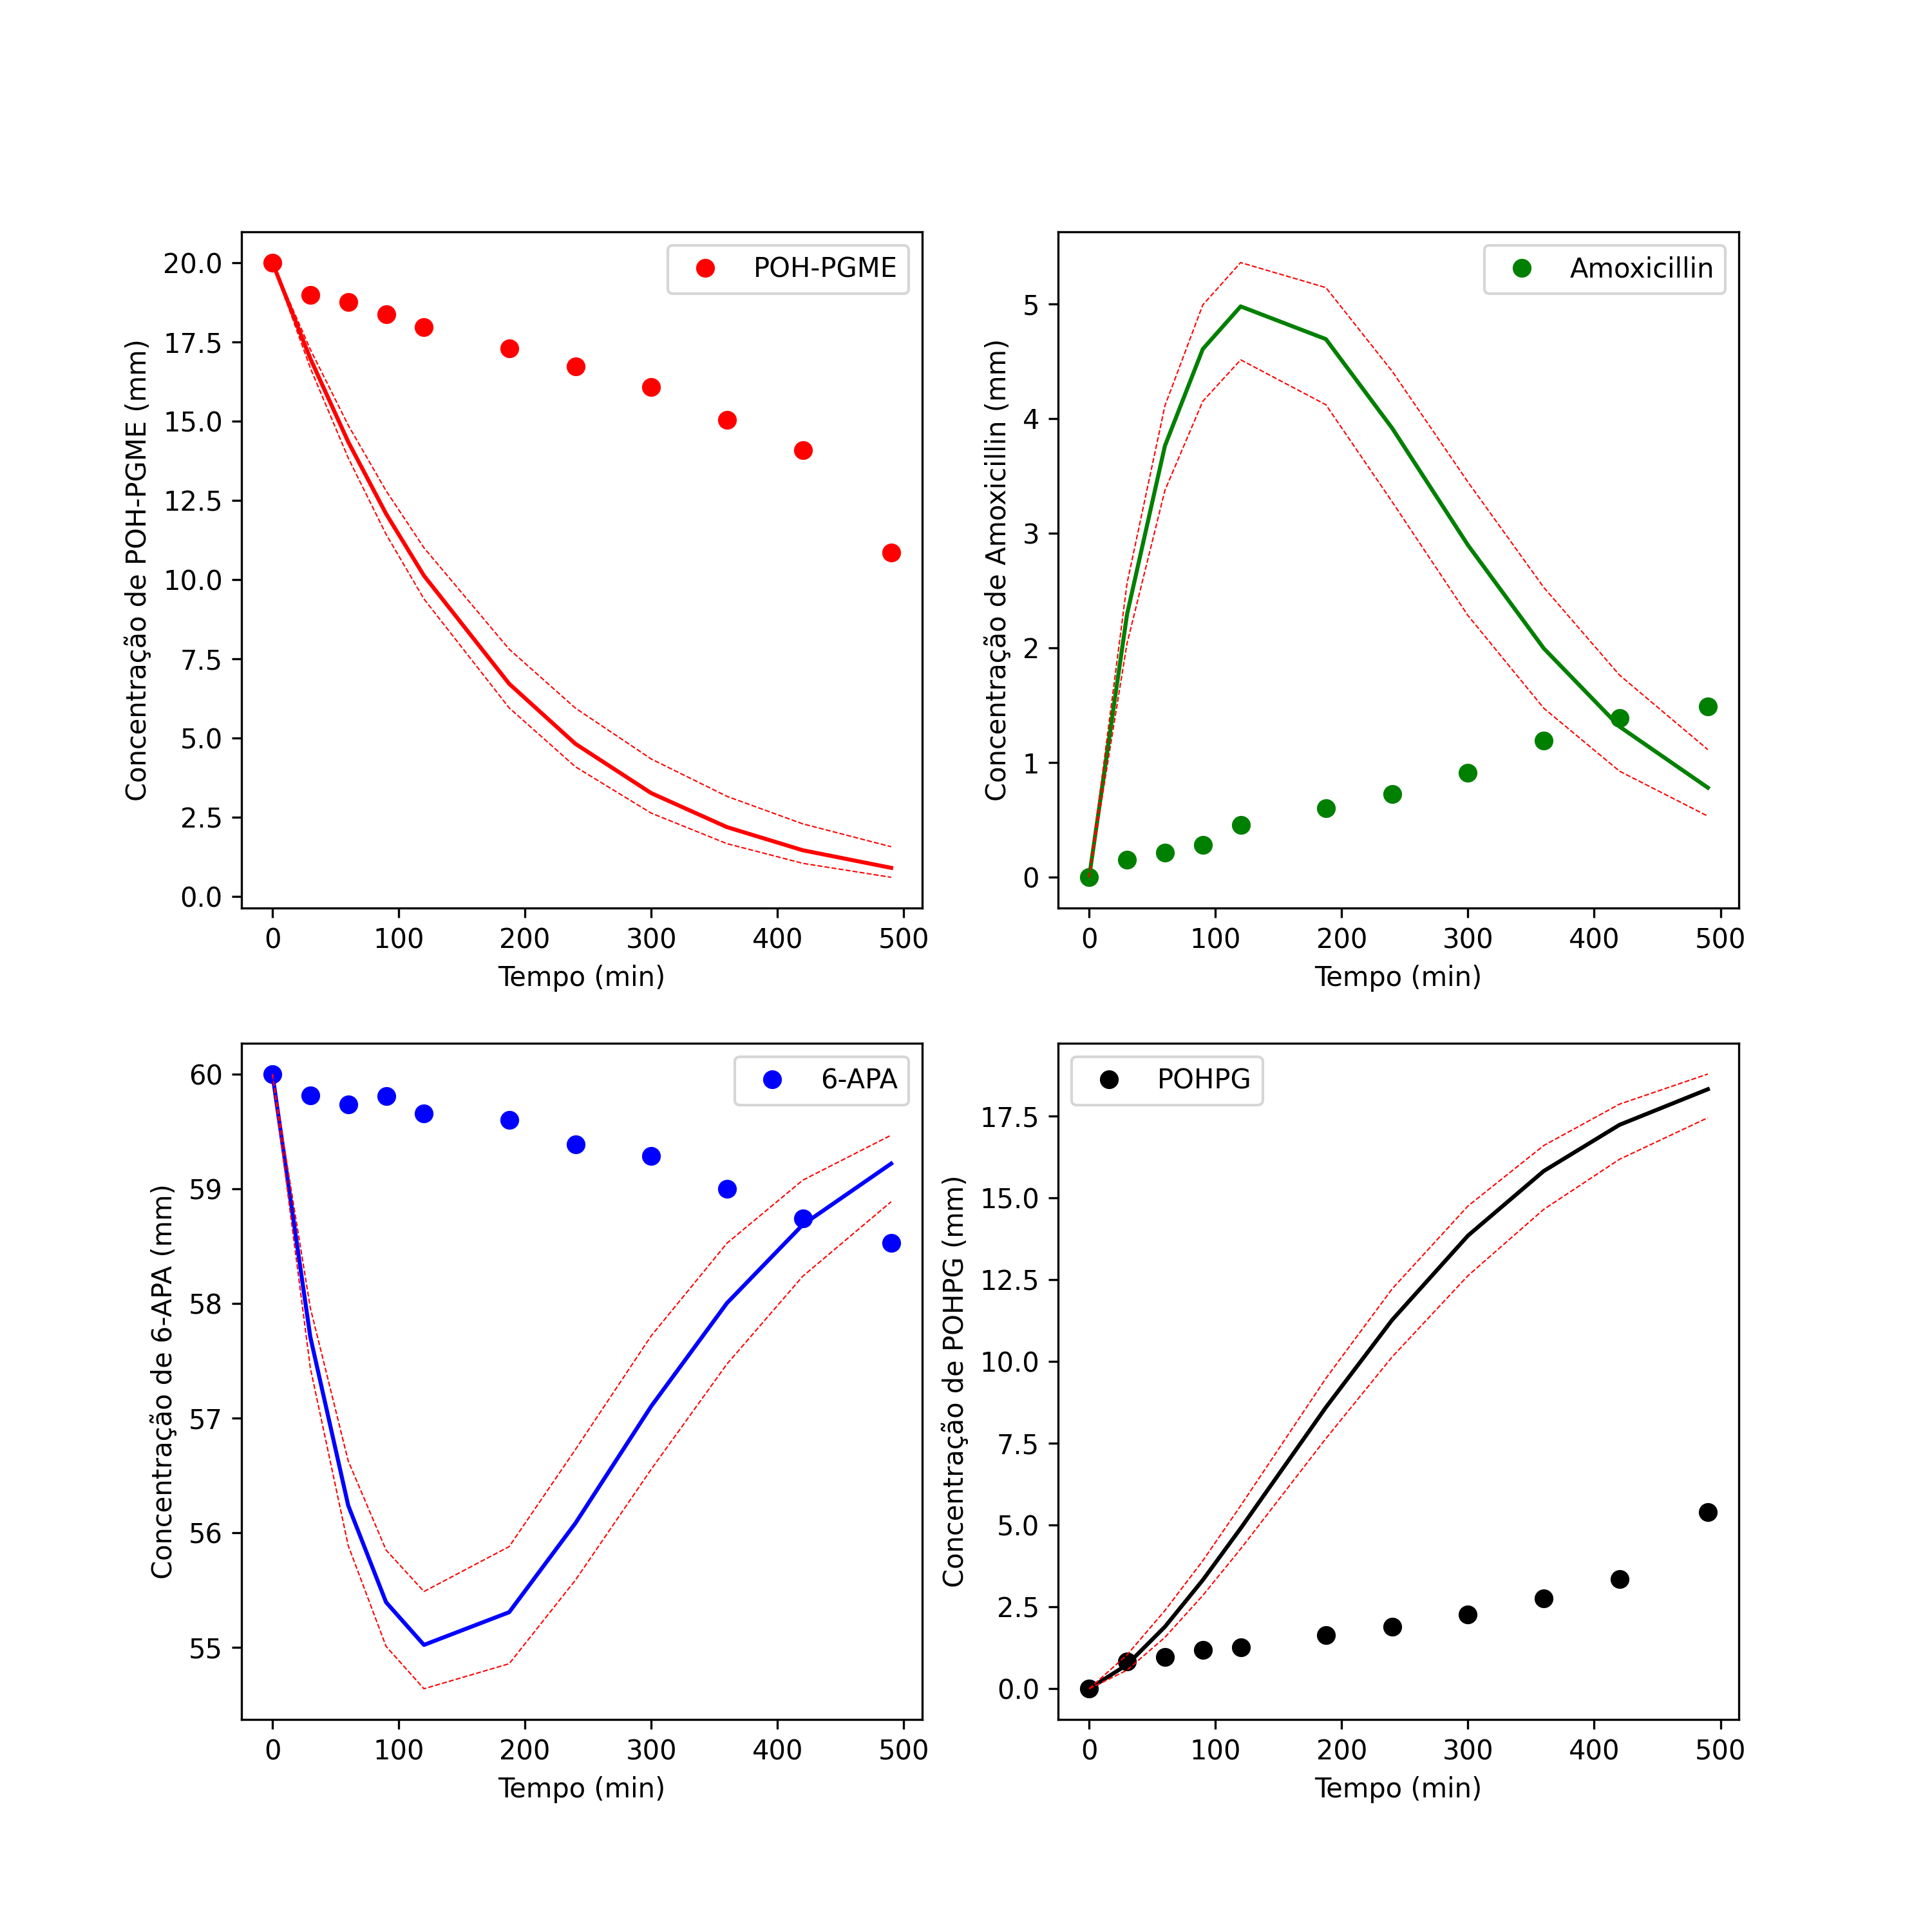 POH-PGME
Concentração de POH-PGME (mm)
20.0
17.5
15.0
12.5
10.0
7.5
5.0
2.5
0.0
0 100 200 300 400 500
Tempo (min)
Amoxicillin
Concentração de Amoxicillin (mm)
5
4
3
2
1
0
0 100 200 300 400 500
Tempo (min)
6-APA
Concentração de 6-APA (mm)
60
59
58
57
56
55
0 100 200 300 400 500
Tempo (min)
POHPG
Concentração de POHPG (mm)
17.5
15.0
12.5
10.0
7.5
5.0
2.5
0.0
0 100 200 300 400 500
Tempo (min)